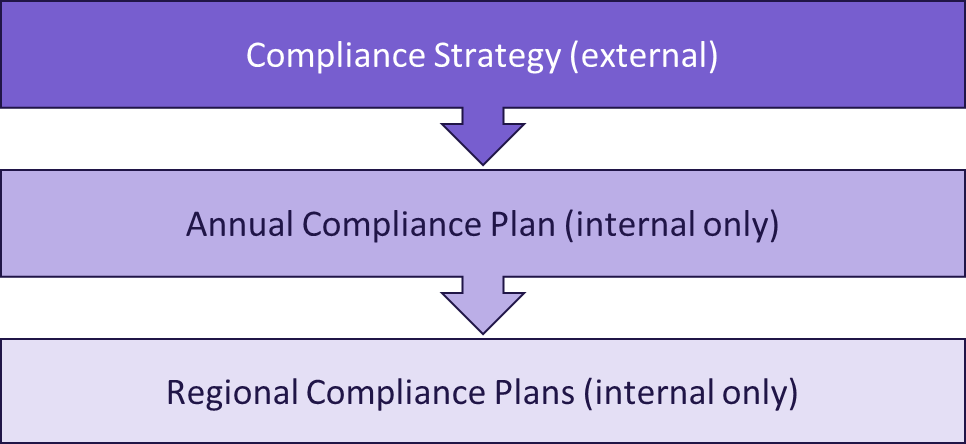 Compliance Strategy (external)
Annual Compliance Plan (internal only)
Regional Compliance Plans (internal only)